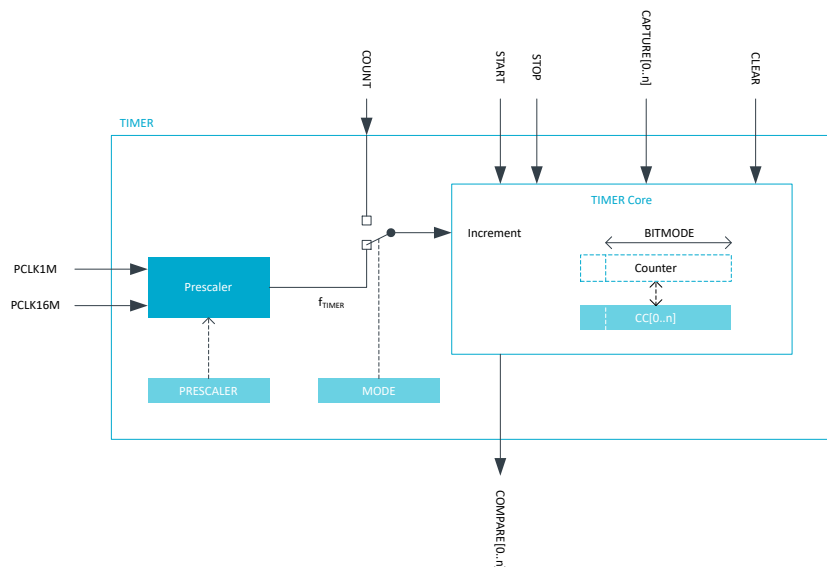 COUNT
START
STOP
CAPTURE[0..n]
CLEAR
TIMER
TIMER Core
Increment
BITMODE
Counter
CC[0..n]
PCLK1M
PCLK16M
Prescaler
fTIMER
PRESCALER
MODE
COMPARE[0..n]